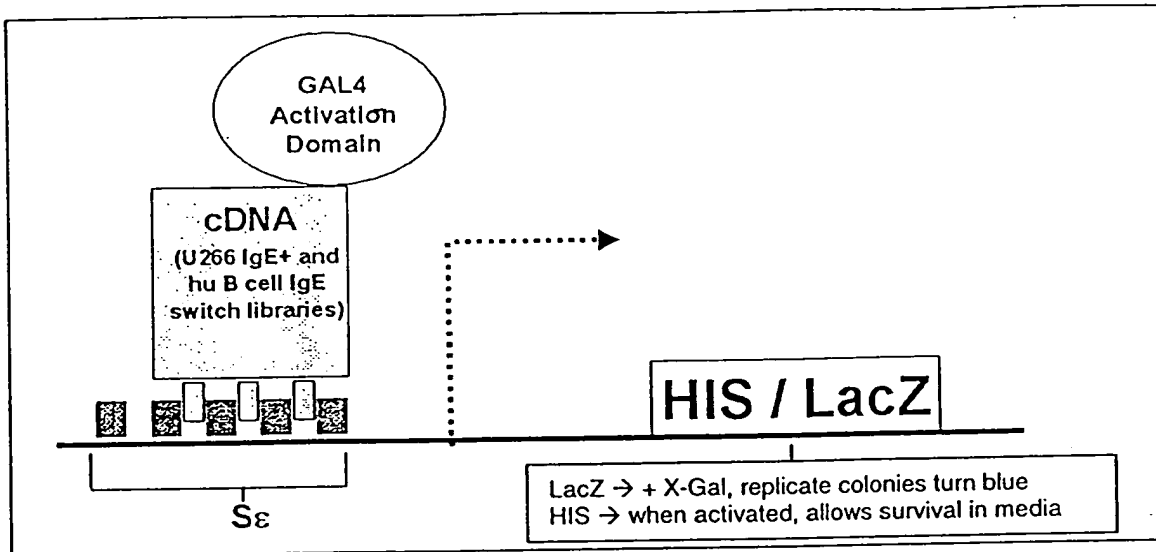 GAL4
Activation
Domain
cDNA
(U266 IgE+ and
hu B cell IgE
switch libraries)
HIS / LacZ
Sε
LacZ → + X-Gal, replicate colonies turn blue
HIS → when activated, allows survival in media